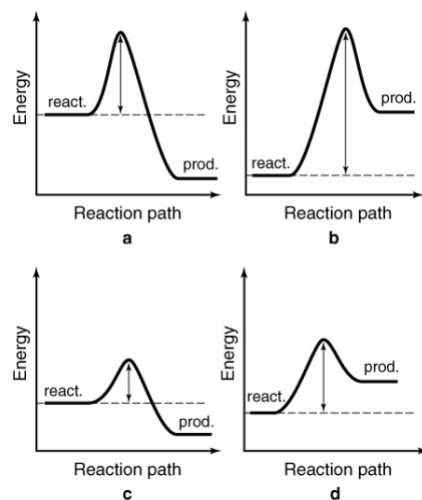 Energy
react.
prod.
Reaction path
a
Energy
react.
prod.
Reaction path
b
Energy
react.
prod.
Reaction path
c
Energy
react.
prod.
Reaction path
d